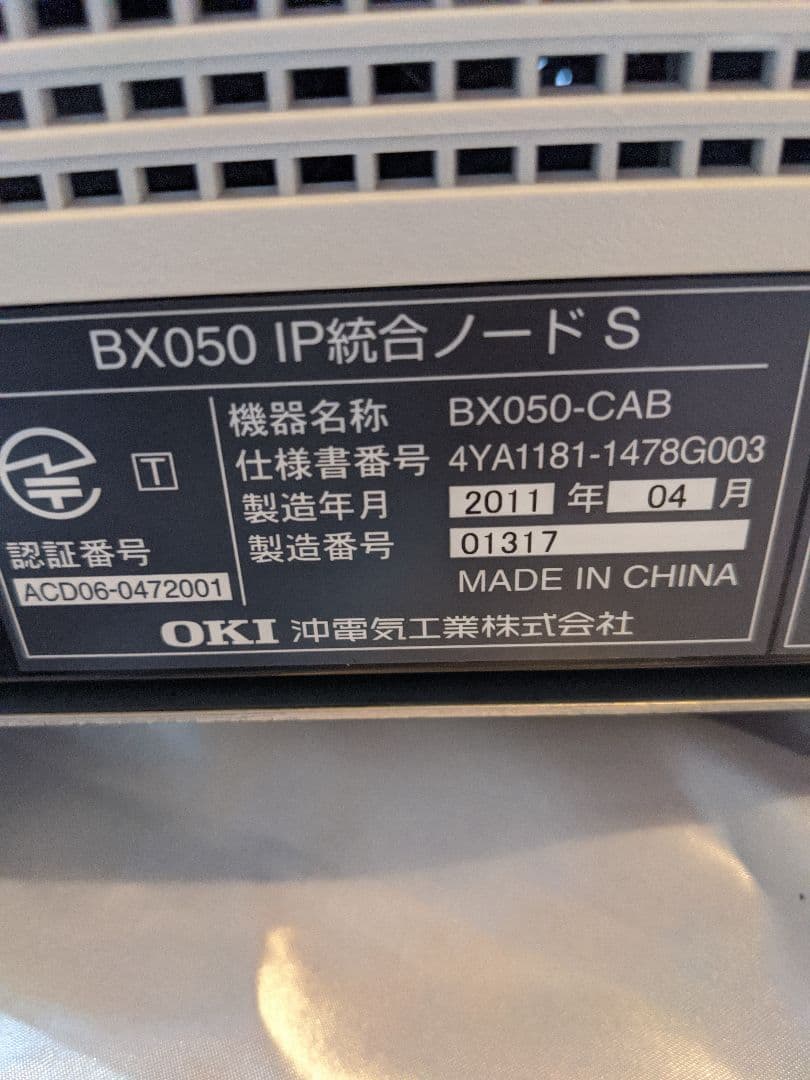 BX050 IP統合ノード S
機器名称 BX050-CAB
仕様書番号 4YA1181-1478G003
製造年月 2011 年 04 月
製造番号 01317
MADE IN CHINA
T
認証番号
ACD06-0472001
OKI 沖電気工業株式会社